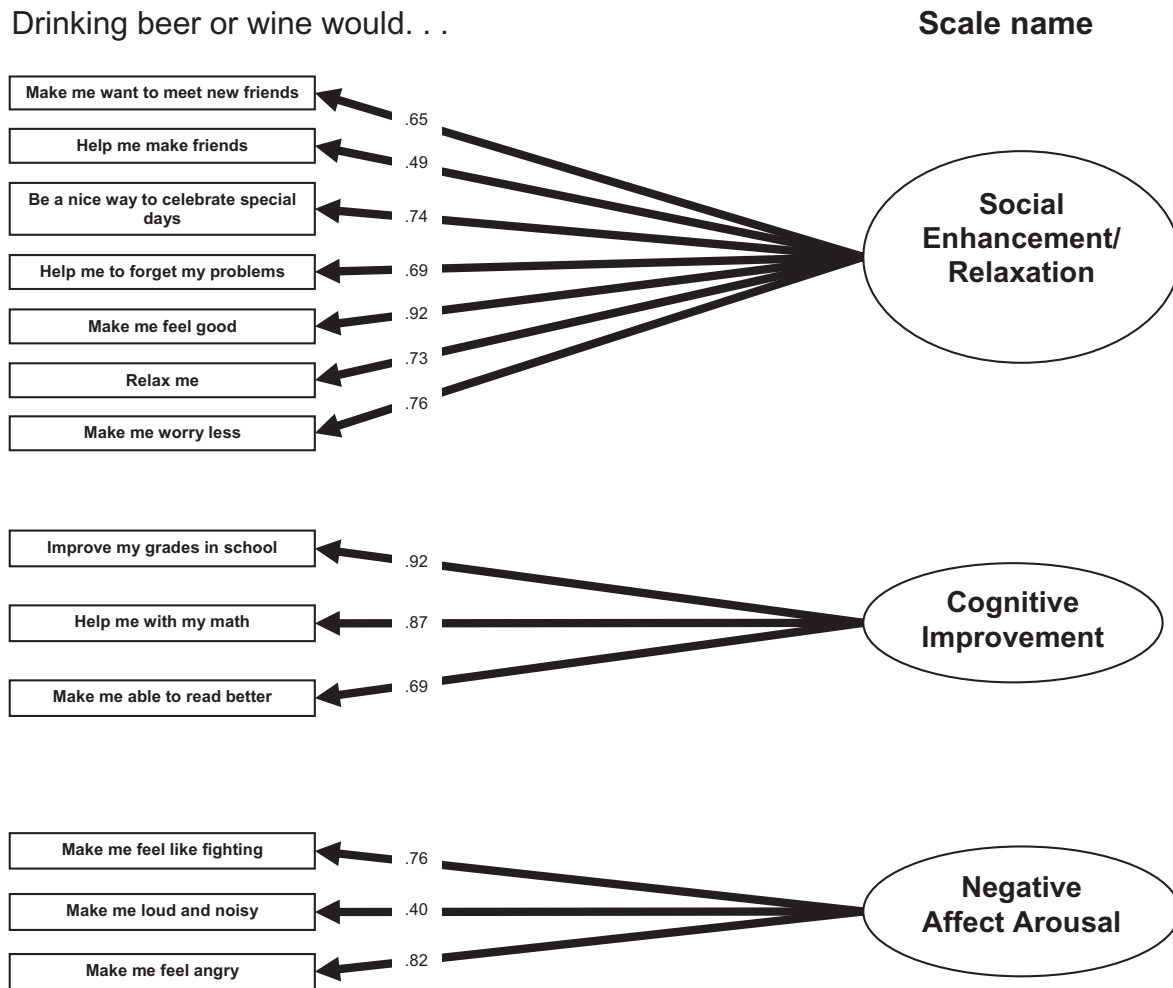 Drinking beer or wine would. . .
Scale name
Make me want to meet new friends
.65
Help me make friends
.49
Be a nice way to celebrate special
days
.74
Help me to forget my problems
.69
Make me feel good
.92
Relax me
.73
Make me worry less
.76
Social
Enhancement/
Relaxation
Improve my grades in school
.92
Help me with my math
.87
Make me able to read better
.69
Cognitive
Improvement
Make me feel like fighting
.76
Make me loud and noisy
.40
Make me feel angry
.82
Negative
Affect Arousal